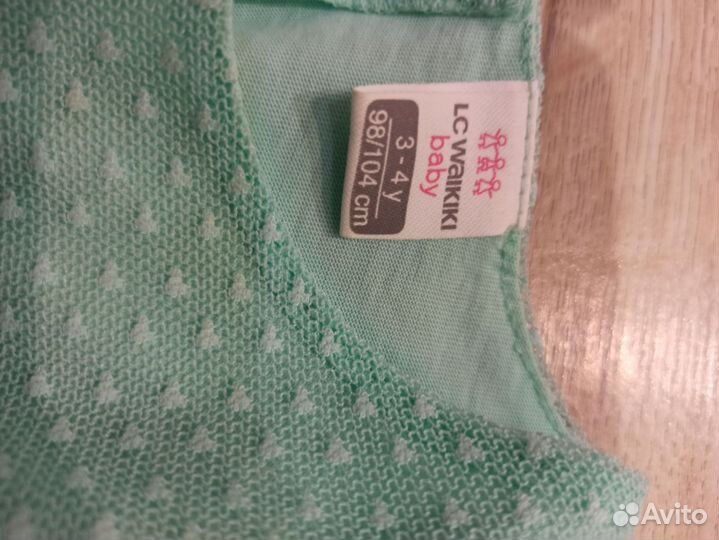 LC WAIKIKI
baby
3 - 4 y
98/104 cm
Avito